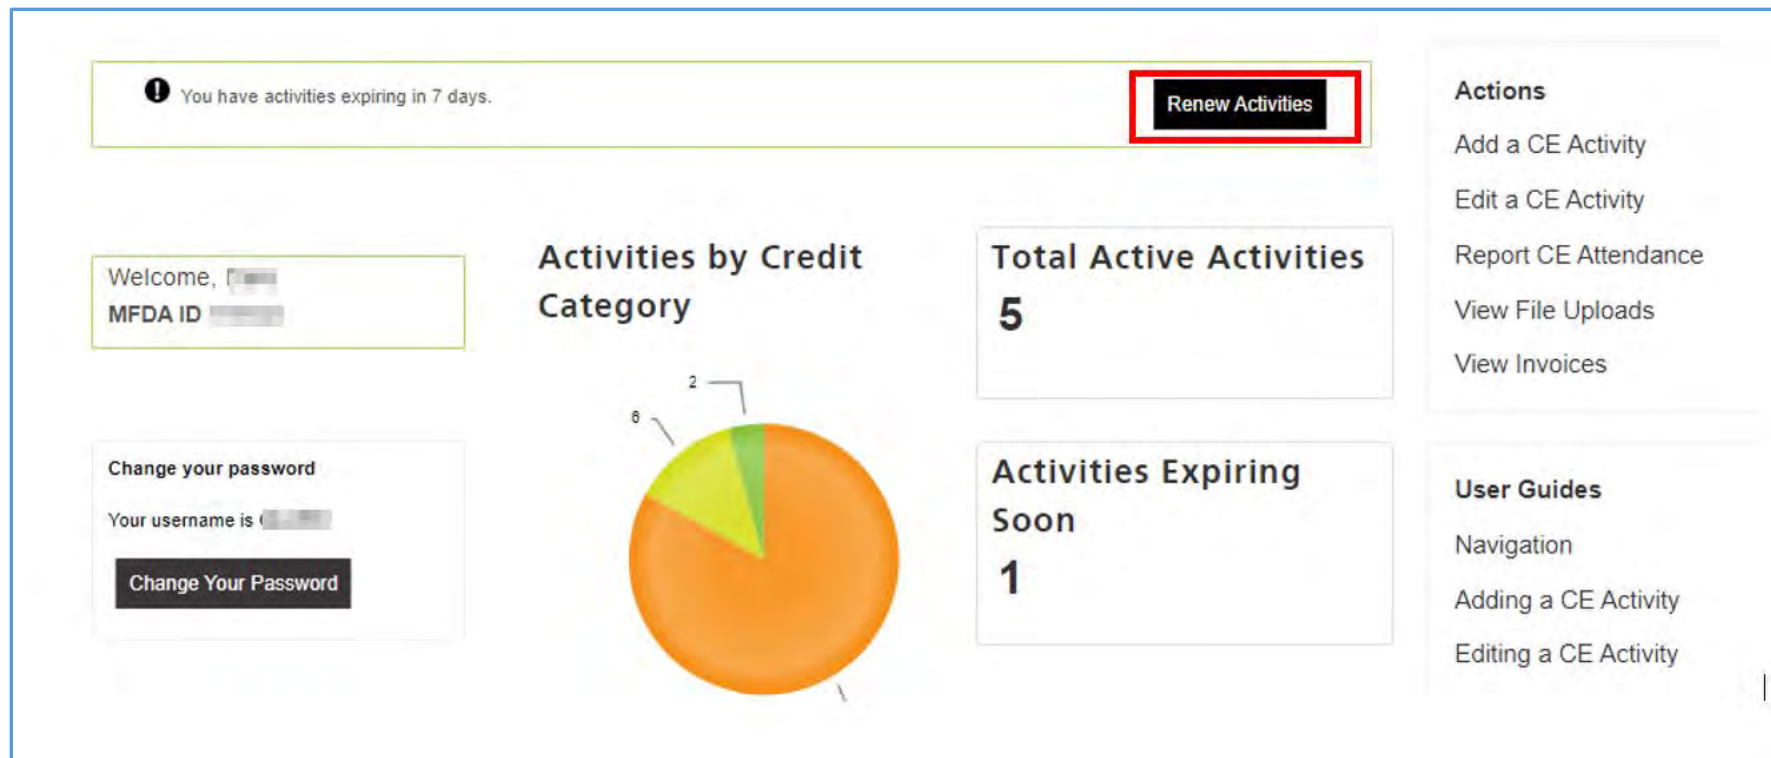 You have activities expiring in 7 days.
Renew Activities
Welcome,
MFDA ID
Change your password
Your username is
Change Your Password
Activities by Credit
Category
2
6
Total Active Activities
5
Activities Expiring
Soon
1
Actions
Add a CE Activity
Edit a CE Activity
Report CE Attendance
View File Uploads
View Invoices
User Guides
Navigation
Adding a CE Activity
Editing a CE Activity